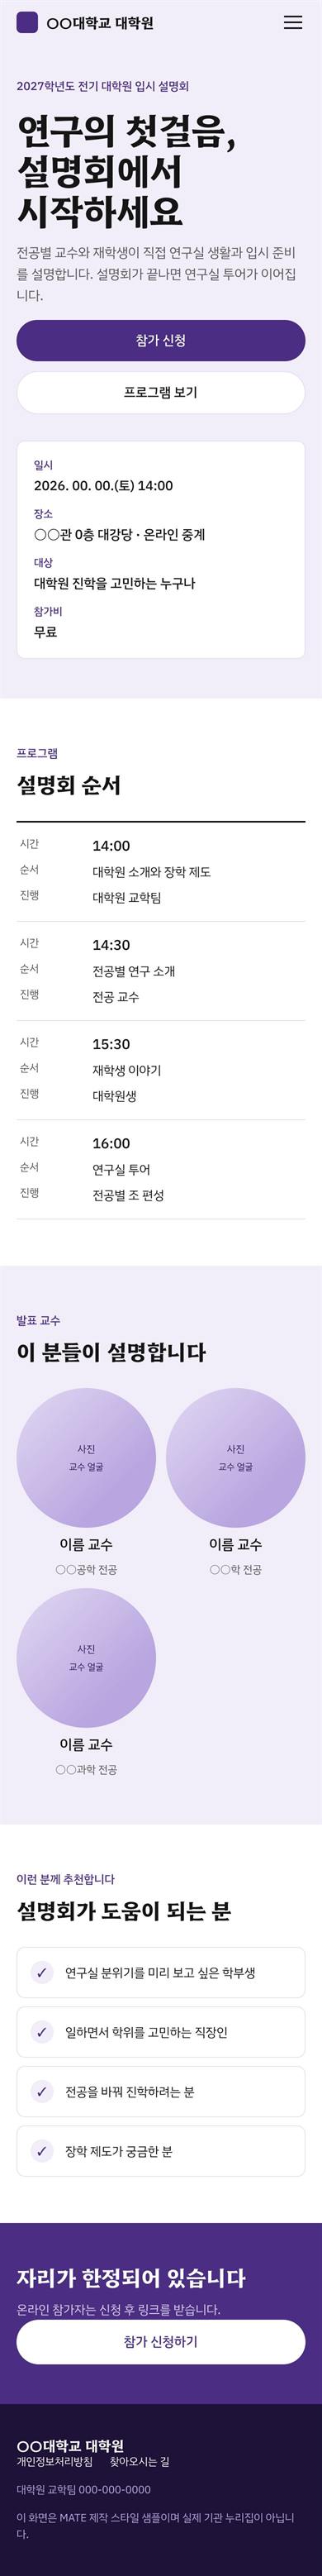 ○○대학교 대학원
2027학년도 전기 대학원 입시 설명회
연구의 첫걸음,
설명회에서
시작하세요
전공별 교수와 재학생이 직접 연구실 생활과 입시 준비
를 설명합니다. 설명회가 끝나면 연구실 투어가 이어집
니다.
참가 신청
프로그램 보기
일시
2026. 00. 00.(토) 14:00
장소
○○관 0층 대강당 · 온라인 중계
대상
대학원 진학을 고민하는 누구나
참가비
무료
프로그램
설명회 순서
시간 14:00
순서 대학원 소개와 장학 제도
진행 대학원 교학팀
시간 14:30
순서 전공별 연구 소개
진행 전공 교수
시간 15:30
순서 재학생 이야기
진행 대학원생
시간 16:00
순서 연구실 투어
진행 전공별 조 편성
발표 교수
이 분들이 설명합니다
사진
교수 얼굴
이름 교수
○○공학 전공
사진
교수 얼굴
이름 교수
○○학 전공
사진
교수 얼굴
이름 교수
○○과학 전공
이런 분께 추천합니다
설명회가 도움이 되는 분
✓ 연구실 분위기를 미리 보고 싶은 학부생
✓ 일하면서 학위를 고민하는 직장인
✓ 전공을 바꿔 진학하려는 분
✓ 장학 제도가 궁금한 분
자리가 한정되어 있습니다
온라인 참가자는 신청 후 링크를 받습니다.
참가 신청하기
○○대학교 대학원
개인정보처리방침 찾아오시는 길
대학원 교학팀 000-000-0000
이 화면은 MATE 제작 스타일 샘플이며 실제 기관 누리집이 아닙니
다.